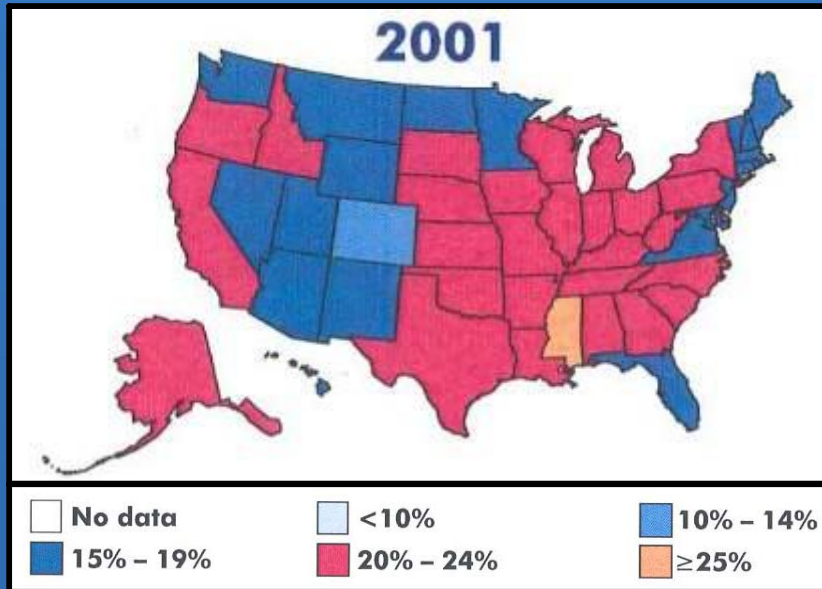 2001
No data <10% 10% – 14%
15% – 19% 20% – 24% ≥25%